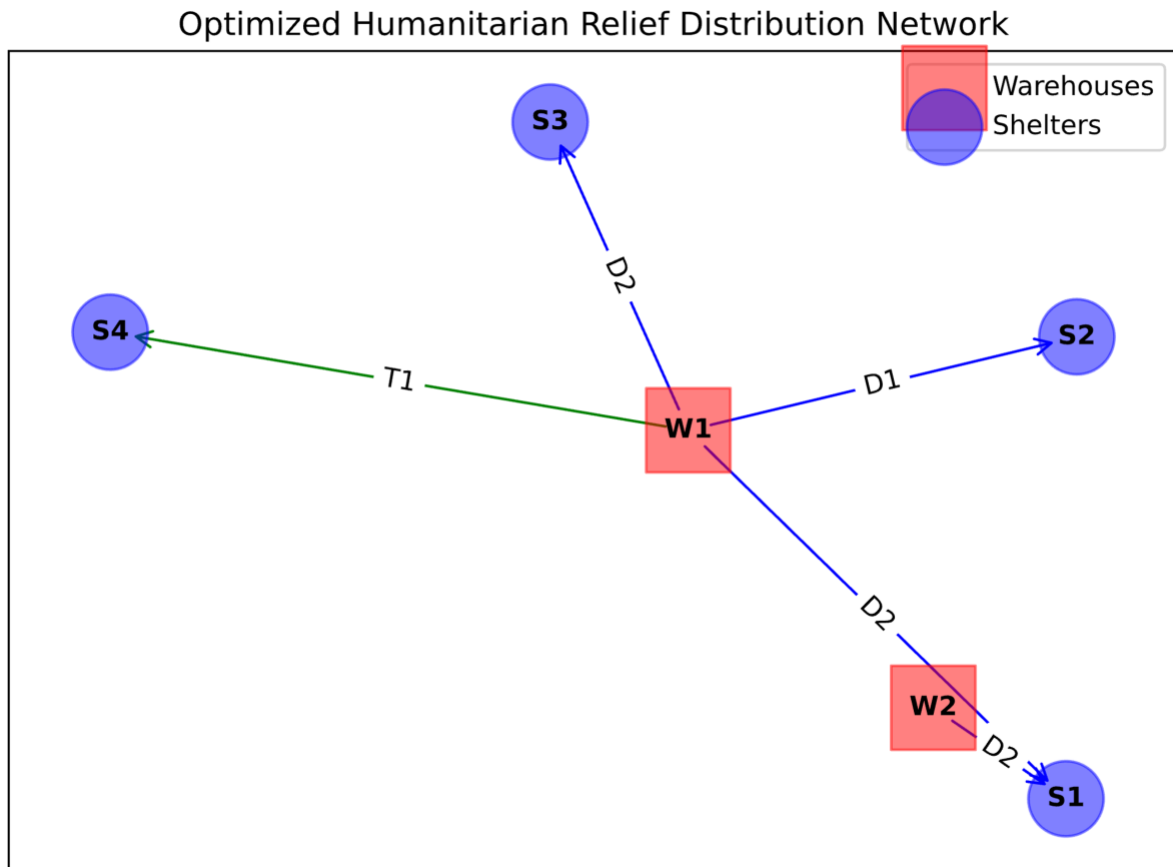 Optimized Humanitarian Relief Distribution Network
Warehouses
Shelters
S3
D2
S4
S2
T1
D1
W1
D2
W2
D2
S1